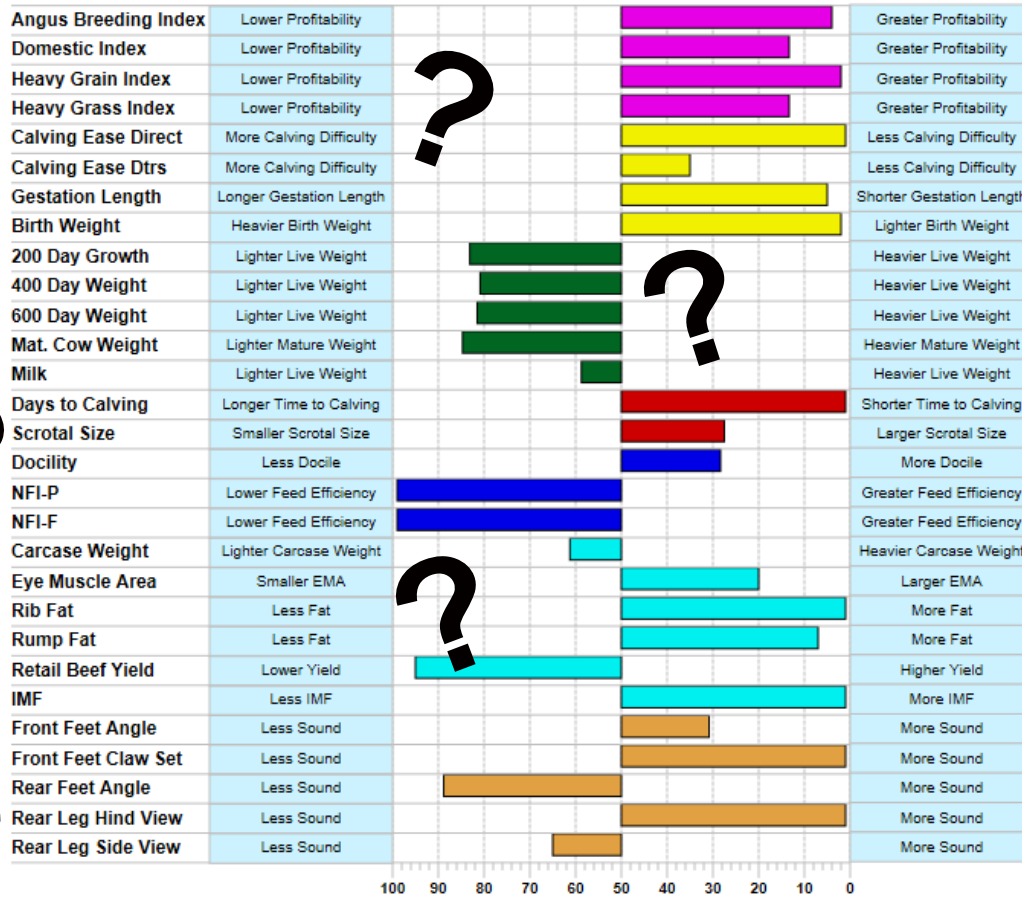 Angus Breeding Index Lower Profitability Greater Profitability
Domestic Index Lower Profitability Greater Profitability
Heavy Grain Index Lower Profitability Greater Profitability
Heavy Grass Index Lower Profitability Greater Profitability
Calving Ease Direct More Calving Difficulty Less Calving Difficulty
Calving Ease Dtrs More Calving Difficulty Less Calving Difficulty
Gestation Length Longer Gestation Length Shorter Gestation Length
Birth Weight Heavier Birth Weight Lighter Birth Weight
200 Day Growth Lighter Live Weight Heavier Live Weight
400 Day Weight Lighter Live Weight Heavier Live Weight
600 Day Weight Lighter Live Weight Heavier Live Weight
Mat. Cow Weight Lighter Mature Weight Heavier Mature Weight
Milk Lighter Live Weight Heavier Live Weight
Days to Calving Longer Time to Calving Shorter Time to Calving
Scrotal Size Smaller Scrotal Size Larger Scrotal Size
Docility Less Docile More Docile
NFI-P Lower Feed Efficiency Greater Feed Efficiency
NFI-F Lower Feed Efficiency Greater Feed Efficiency
Carcase Weight Lighter Carcase Weight Heavier Carcase Weight
Eye Muscle Area Smaller EMA Larger EMA
Rib Fat Less Fat More Fat
Rump Fat Less Fat More Fat
Retail Beef Yield Lower Yield Higher Yield
IMF Less IMF More IMF
Front Feet Angle Less Sound More Sound
Front Feet Claw Set Less Sound More Sound
Rear Feet Angle Less Sound More Sound
Rear Leg Hind View Less Sound More Sound
Rear Leg Side View Less Sound More Sound
100 90 80 70 60 50 40 30 20 10 0
?
?
?